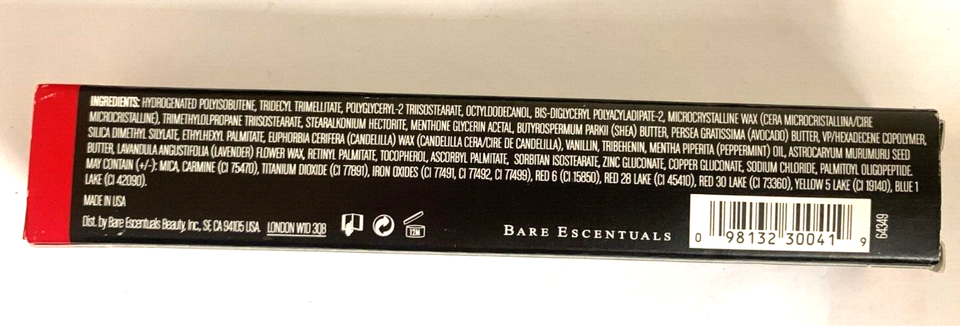 INGREDIENTS: HYDROGENATED POLYISOBUTENE, TRIDECYL TRIMELLITATE, POLYGLYCERYL-2 TRIISOSTEARATE, OCTYLDODECANOL, BIS-DIGLYCERYL POLYACYLADIPATE-2, MICROCRYSTALLINE WAX (CERA MICROCRISTALLINA/CIRE
MICROCRISTALLINE), TRIMETHYLOLPROPANE TRIISOSTEARATE, STEARALKONIUM HECTORITE, MENTHONE GLYCERIN ACETAL, BUTYROSPERMUM PARKII (SHEA) BUTTER, PERSEA GRATISSIMA (AVOCADO) BUTTER, VP/HEXADECENE COPOLYMER,
SILICA DIMETHYL SILYLATE, ETHYLHEXYL PALMITATE, EUPHORBIA CERIFERA (CANDELILLA) WAX (CANDELILLA CERA/CIRE DE CANDELILLA), VANILLIN, TRIBEHENIN, MENTHA PIPERITA (PEPPERMINT) OIL, ASTROCARYUM MURUMURU SEED
BUTTER, LAVANDULA ANGUSTIFOLIA (LAVENDER) FLOWER WAX, RETINYL PALMITATE, TOCOPHEROL, ASCORBYL PALMITATE, SORBITAN ISOSTEARATE, ZINC GLUCONATE, COPPER GLUCONATE, SODIUM CHLORIDE, PALMITOYL OLIGOPEPTIDE.
MAY CONTAIN (+/-): MICA, CARMINE (CI 75470), TITANIUM DIOXIDE (CI 77891), IRON OXIDES (CI 77491, CI 77492, CI 77499), RED 6 (CI 15850), RED 28 LAKE (CI 45410), RED 30 LAKE (CI 73360), YELLOW 5 LAKE (CI 19140), BLUE 1
LAKE (CI 42090).
MADE IN USA
Dist. by Bare Escentuals Beauty, Inc., SF, CA 94105 USA. LONDON W1D 3QB
12M
BARE ESCENTUALS
0 98132 30041 9
64349